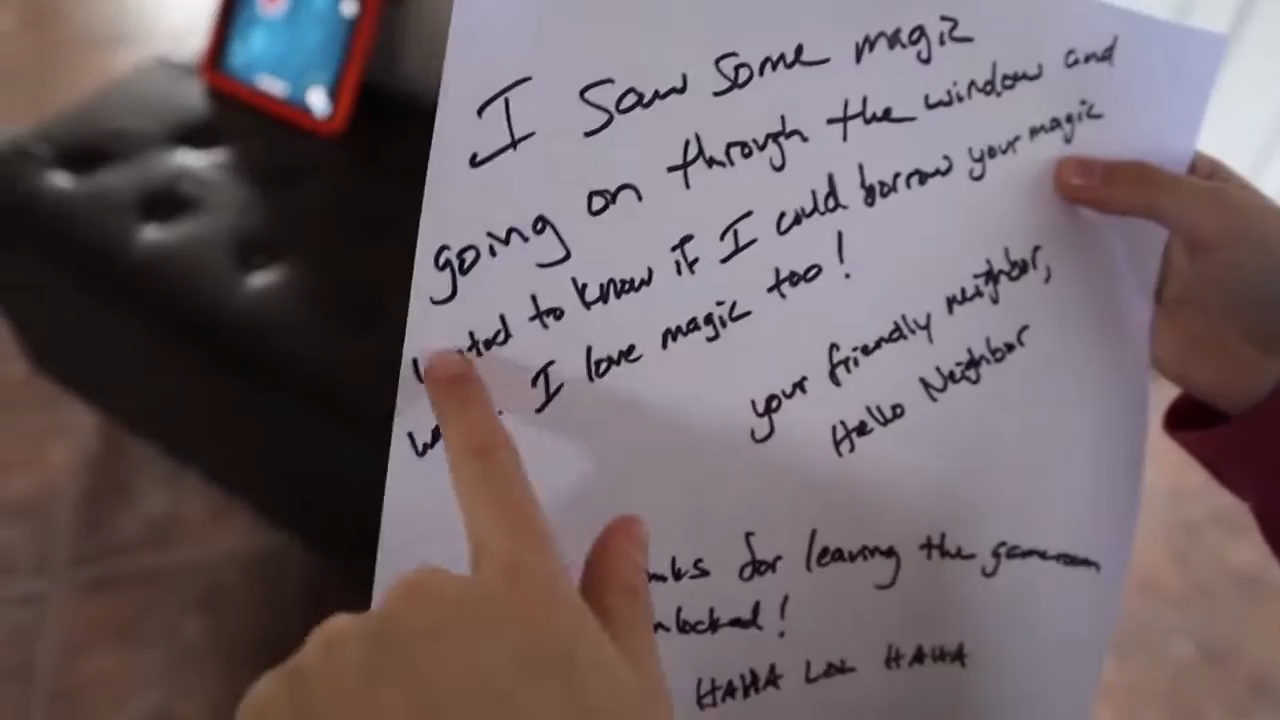 I Saw some magic
going on through the window and
to know if I could borrow your magic
I love magic too!
your friendly neighbor,
Hello Neighbor
for leaving the gameroom
HAHA LOL HAHA